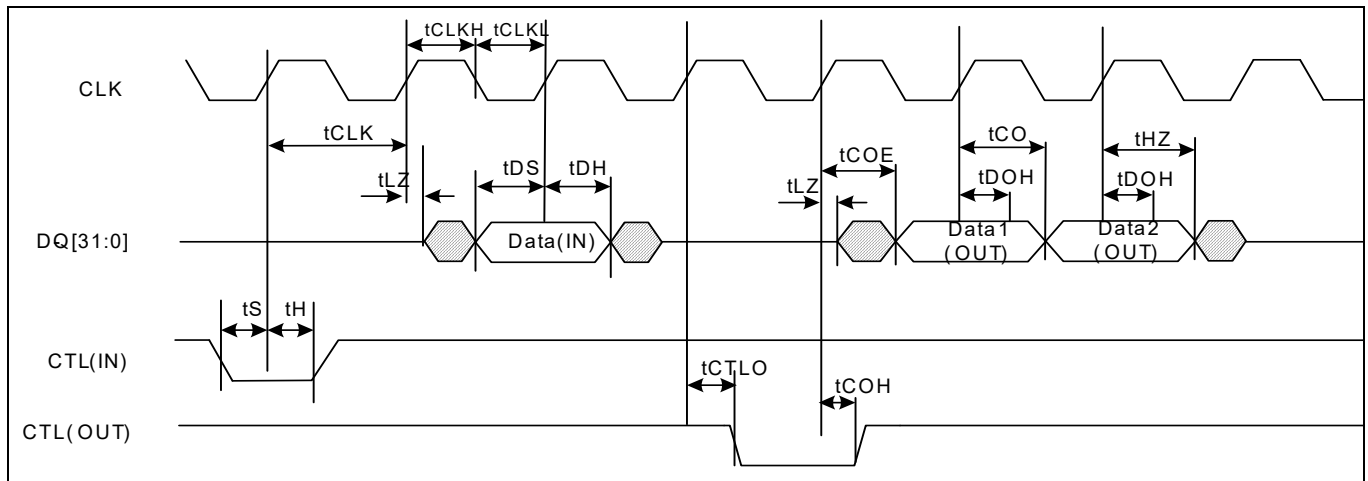 tCLKH tCLKL
CLK
tCLK
tCO
tHZ
tCOE
tDS tDH
tLZ
tLZ
tDOH
tDOH
DQ[31:0]
Data(IN)
Data1
(OUT)
Data2
(OUT)
tS tH
CTL(IN)
tCTLO
tCOH
CTL(OUT)